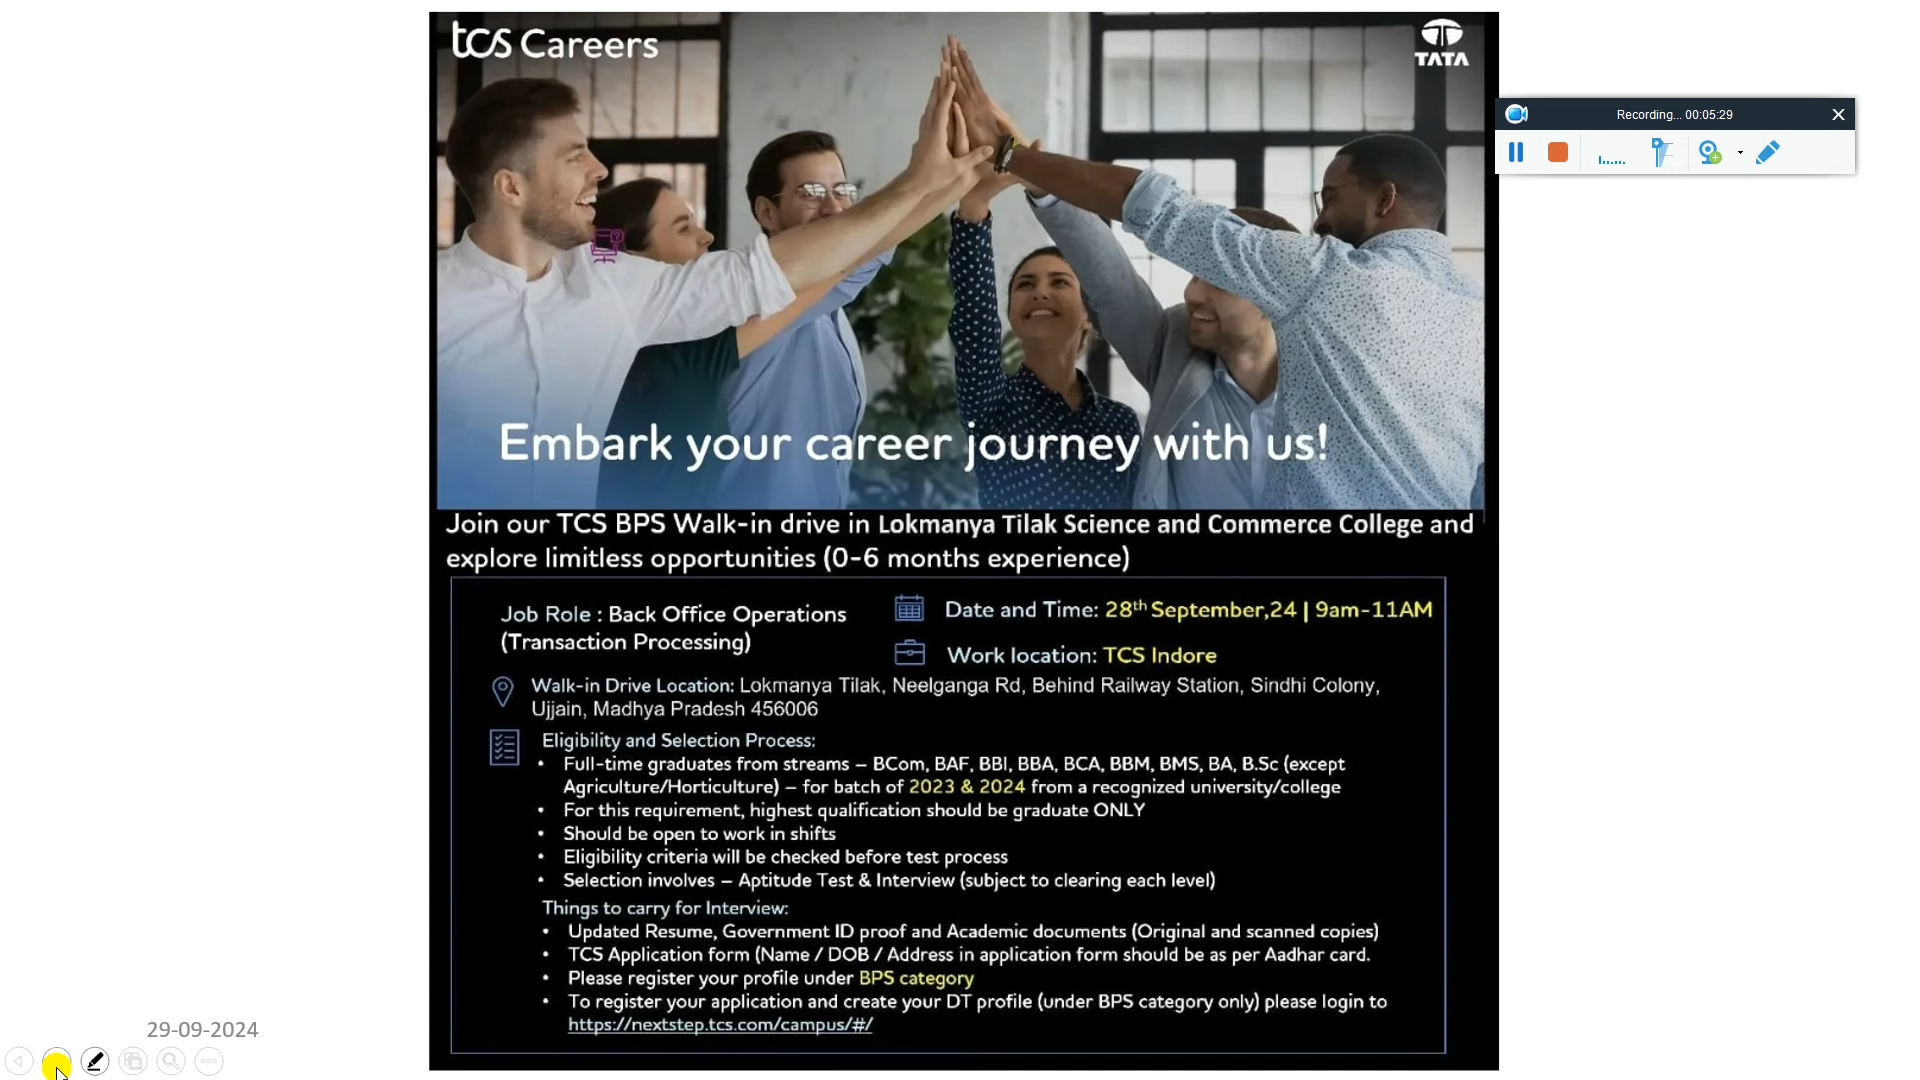 tcs Careers
TATA
Recording... 00:05:29
Embark your career journey with us!
Join our TCS BPS Walk-in drive in Lokmanya Tilak Science and Commerce College and
explore limitless opportunities (0-6 months experience)
Job Role : Back Office Operations
(Transaction Processing)
Date and Time: 28th September,24 | 9am-11AM
Work location: TCS Indore
Walk-in Drive Location: Lokmanya Tilak, Neelganga Rd, Behind Railway Station, Sindhi Colony,
Ujjain, Madhya Pradesh 456006
Eligibility and Selection Process:
• Full-time graduates from streams – BCom, BAF, BBI, BBA, BCA, BBM, BMS, BA, B.Sc (except
Agriculture/Horticulture) – for batch of 2023 & 2024 from a recognized university/college
• For this requirement, highest qualification should be graduate ONLY
• Should be open to work in shifts
• Eligibility criteria will be checked before test process
• Selection involves – Aptitude Test & Interview (subject to clearing each level)
Things to carry for Interview:
• Updated Resume, Government ID proof and Academic documents (Original and scanned copies)
• TCS Application form (Name / DOB / Address in application form should be as per Aadhar card.
• Please register your profile under BPS category
• To register your application and create your DT profile (under BPS category only) please login to
https://nextstep.tcs.com/campus/#/
29-09-2024